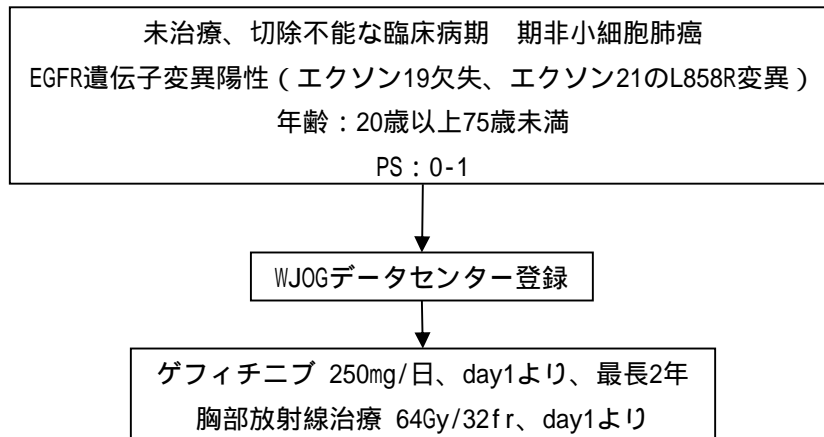 未治療、切除不能な臨床病期　期非小細胞肺癌
EGFR遺伝子変異陽性（エクソン19欠失、エクソン21のL858R変異）
年齢：20歳以上75歳未満
PS：0-1
WJOGデータセンター登録
ゲフィチニブ 250mg/日、day1より、最長2年
胸部放射線治療 64Gy/32fr、day1より